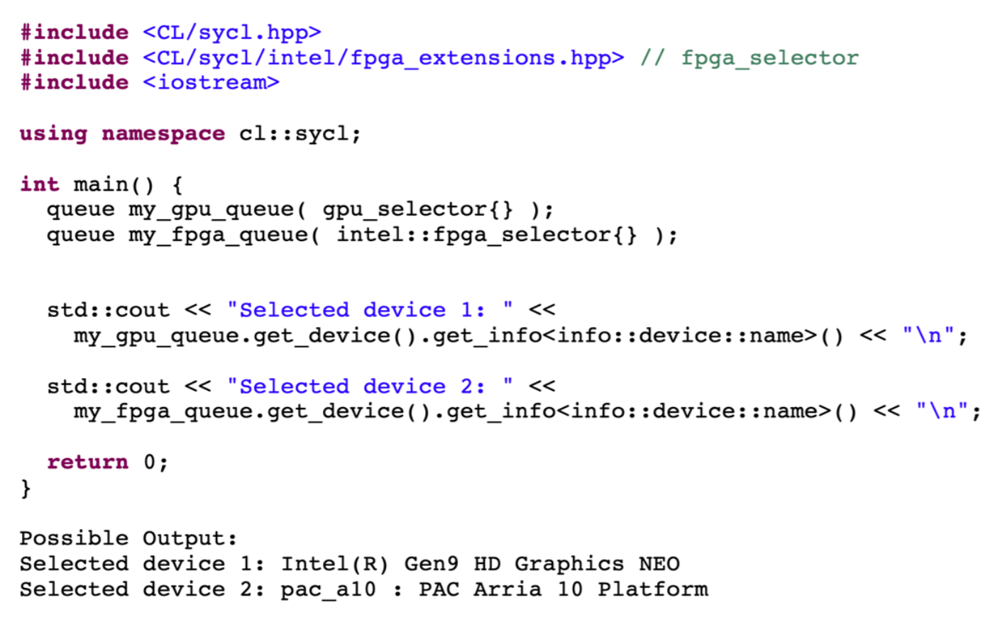 #include <CL/sycl.hpp>
#include <CL/sycl/intel/fpga_extensions.hpp> // fpga_selector
#include <iostream>

using namespace cl::sycl;

int main() {
  queue my_gpu_queue( gpu_selector{} );
  queue my_fpga_queue( intel::fpga_selector{} );

  std::cout << "Selected device 1: " <<
    my_gpu_queue.get_device().get_info<info::device::name>() << "\n";

  std::cout << "Selected device 2: " <<
    my_fpga_queue.get_device().get_info<info::device::name>() << "\n";

  return 0;
}

Possible Output:
Selected device 1: Intel(R) Gen9 HD Graphics NEO
Selected device 2: pac_a10 : PAC Arria 10 Platform